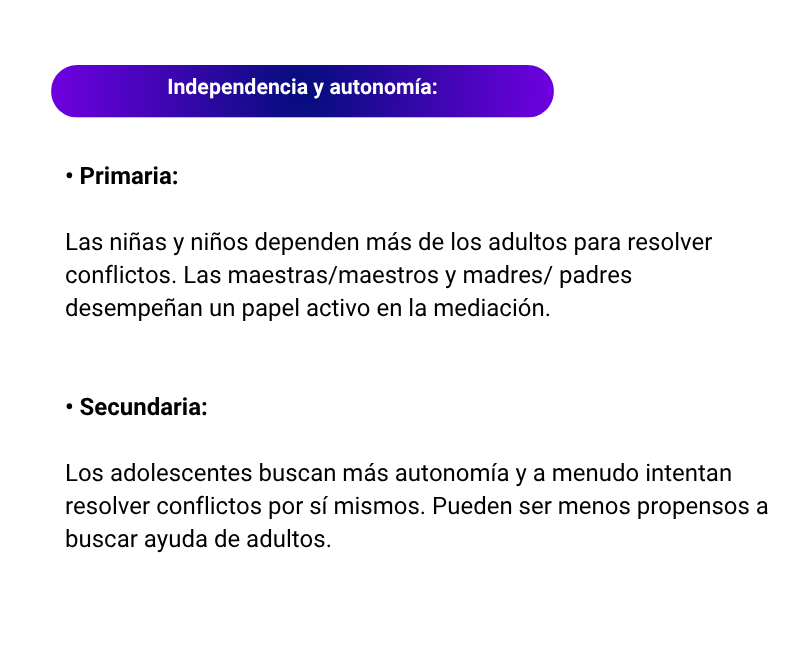 Independencia y autonomía:
• Primaria:
Las niñas y niños dependen más de los adultos para resolver
conflictos. Las maestras/maestros y madres/ padres
desempeñan un papel activo en la mediación.
• Secundaria:
Los adolescentes buscan más autonomía y a menudo intentan
resolver conflictos por sí mismos. Pueden ser menos propensos a
buscar ayuda de adultos.